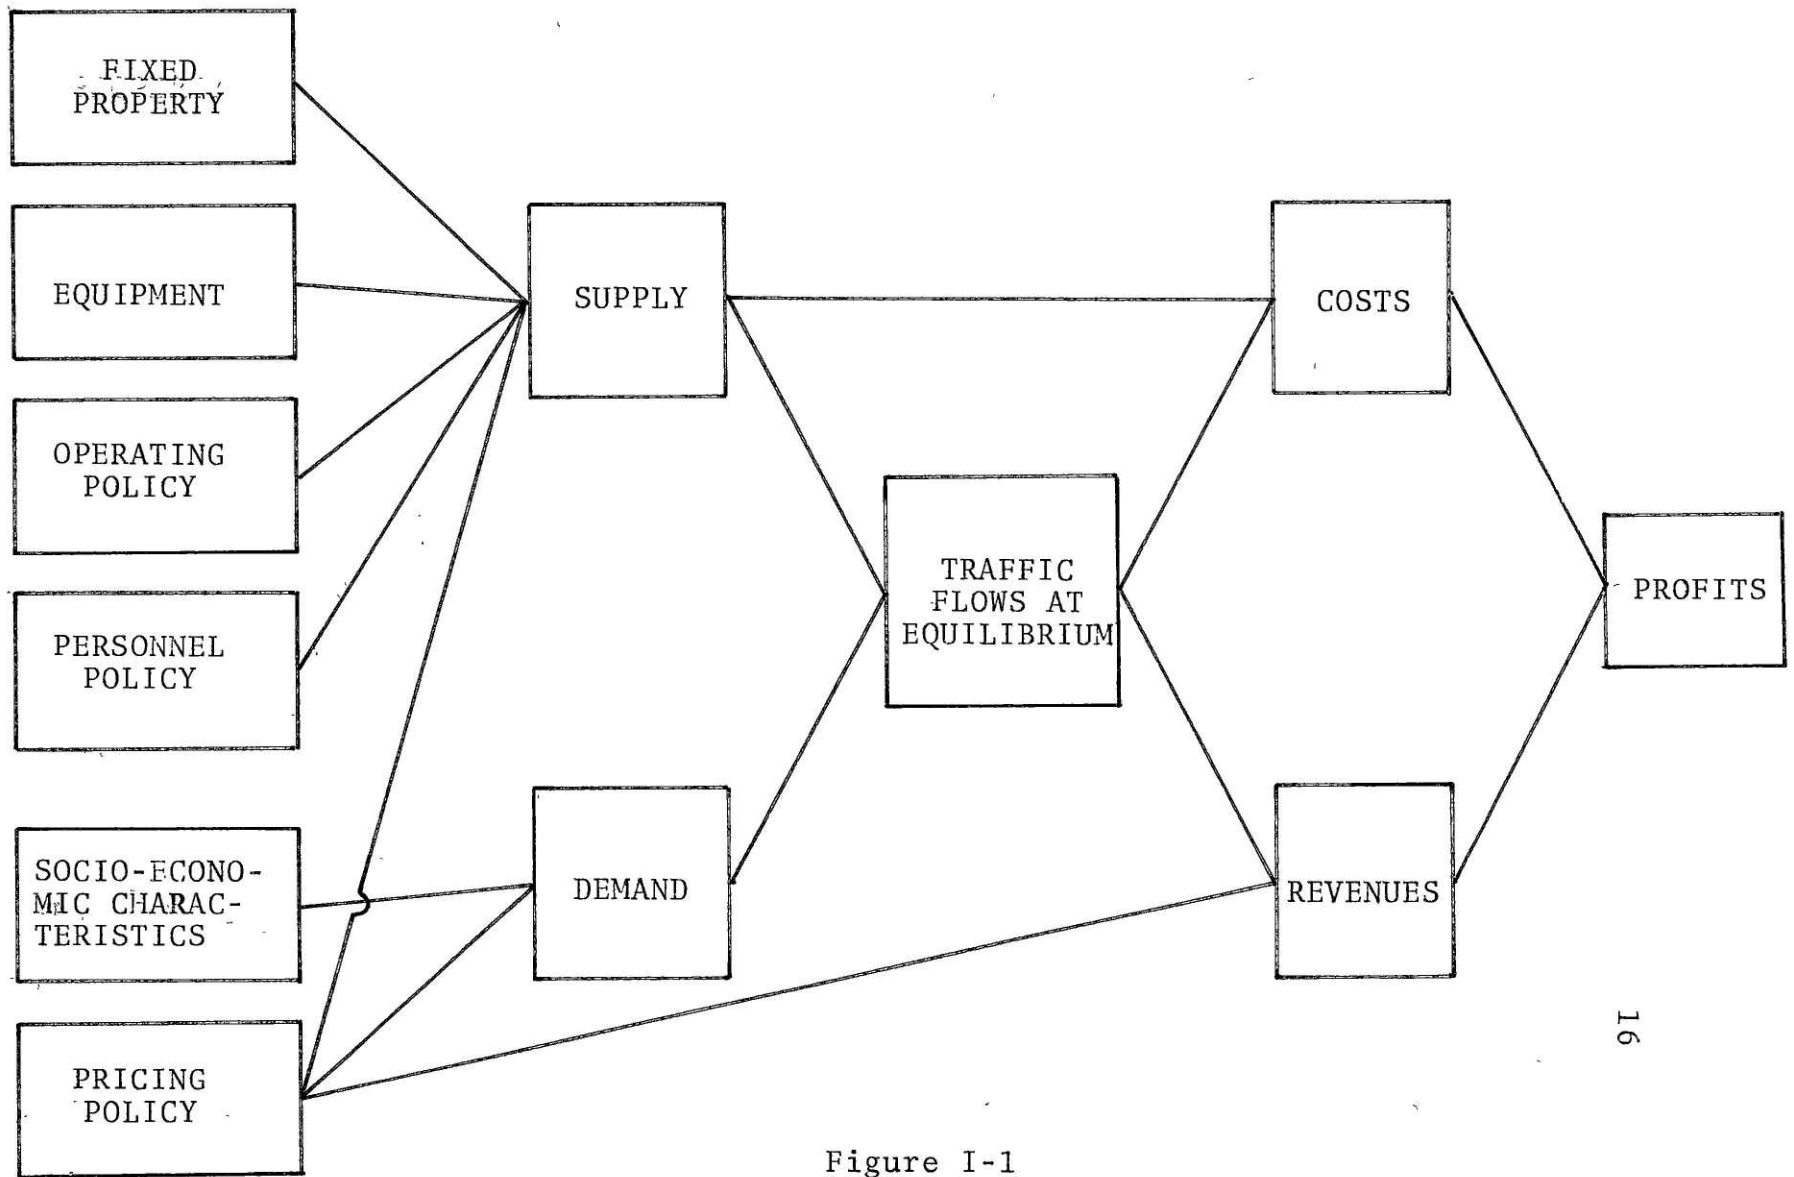 FIXED
PROPERTY
EQUIPMENT
OPERATING
POLICY
PERSONNEL
POLICY
SOCIO-ECONO-
MIC CHARAC-
TERISTICS
PRICING
POLICY
SUPPLY
DEMAND
TRAFFIC
FLOWS AT
EQUILIBRIUM
COSTS
REVENUES
PROFITS
16
Figure I-1